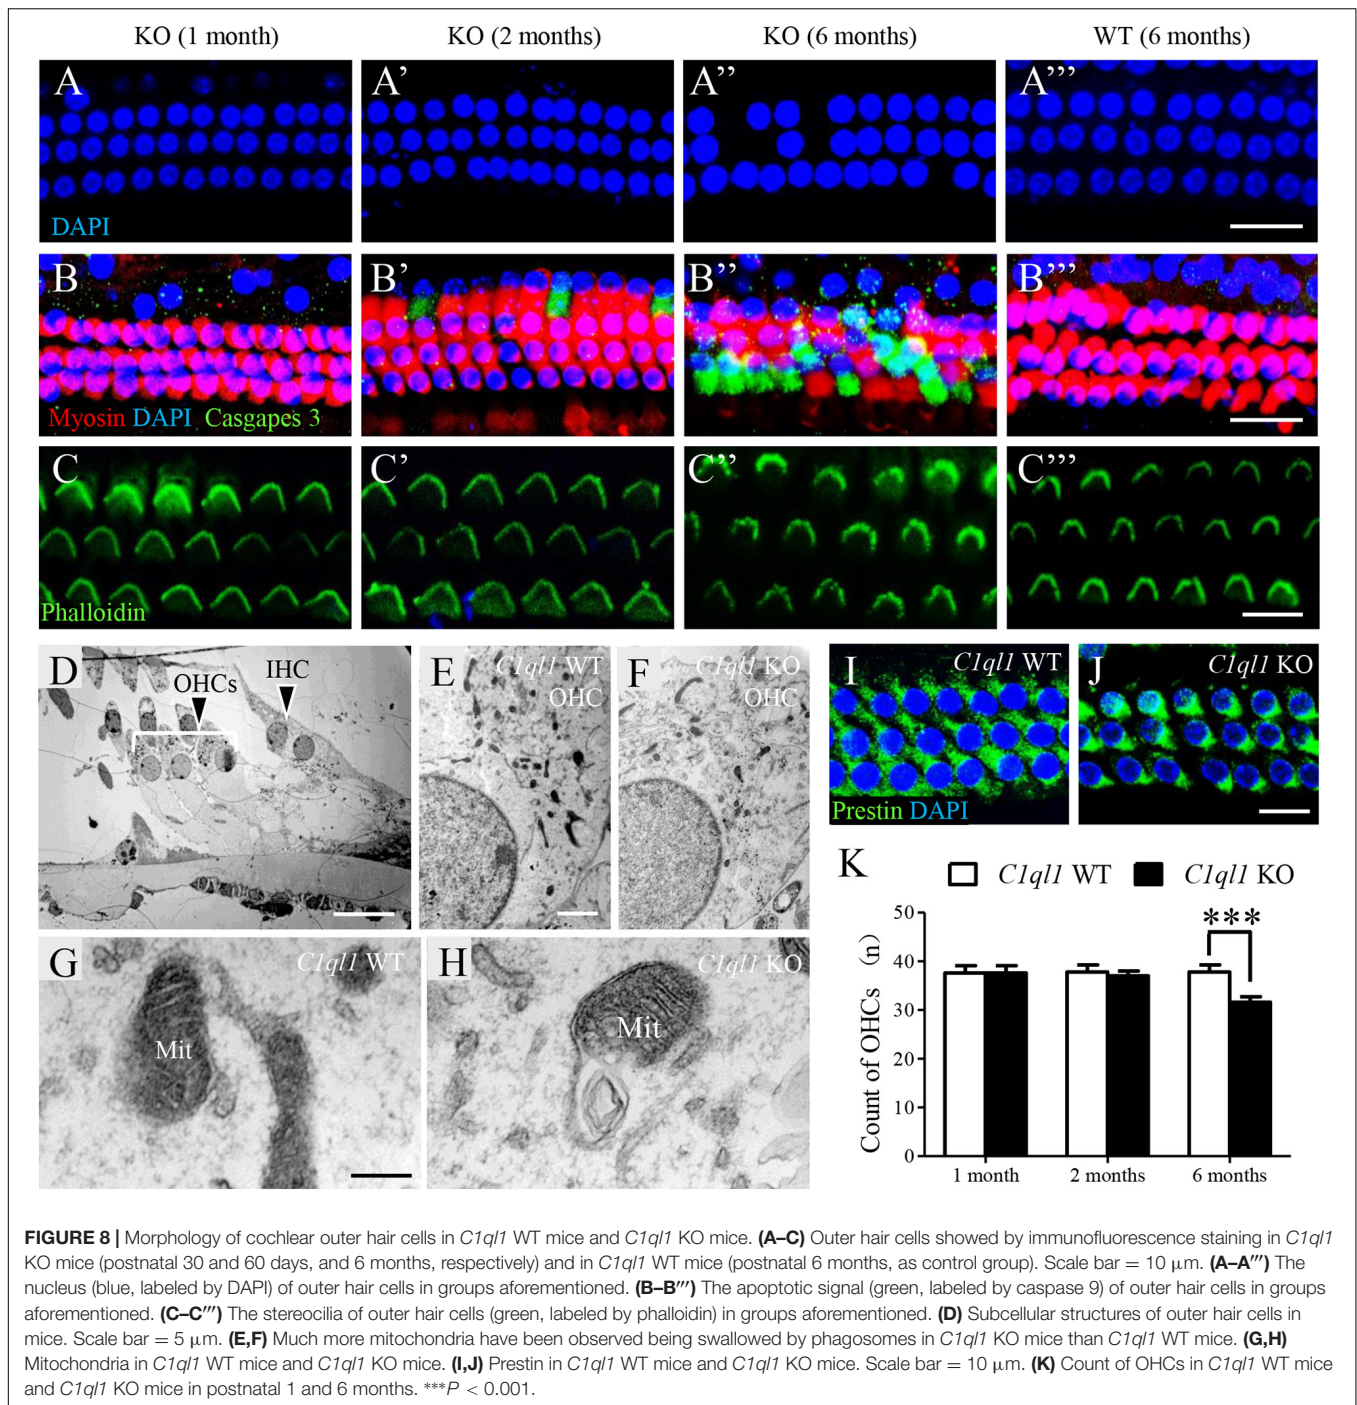 KO (1 month)
KO (2 months)
KO (6 months)
WT (6 months)
A
A'
A''
A'''
DAPI
B
B'
B''
B'''
Myosin DAPI Casgapes 3
C
C'
C''
C'''
Phalloidin
D
OHCs
IHC
E
C1ql1 WT
OHC
F
C1ql1 KO
OHC
I
C1ql1 WT
Prestin DAPI
J
C1ql1 KO
G
C1ql1 WT
Mit
H
C1ql1 KO
Mit
K
C1ql1 WT
C1ql1 KO
Count of OHCs (n)
50
40
30
20
10
0
***
1 month
2 months
6 months
FIGURE 8 | Morphology of cochlear outer hair cells in C1ql1 WT mice and C1ql1 KO mice. (A–C) Outer hair cells showed by immunofluorescence staining in C1ql1
KO mice (postnatal 30 and 60 days, and 6 months, respectively) and in C1ql1 WT mice (postnatal 6 months, as control group). Scale bar = 10 μm. (A–A''') The
nucleus (blue, labeled by DAPI) of outer hair cells in groups aforementioned. (B–B''') The apoptotic signal (green, labeled by caspase 9) of outer hair cells in groups
aforementioned. (C–C''') The stereocilia of outer hair cells (green, labeled by phalloidin) in groups aforementioned. (D) Subcellular structures of outer hair cells in
mice. Scale bar = 5 μm. (E,F) Much more mitochondria have been observed being swallowed by phagosomes in C1ql1 KO mice than C1ql1 WT mice. (G,H)
Mitochondria in C1ql1 WT mice and C1ql1 KO mice. (I,J) Prestin in C1ql1 WT mice and C1ql1 KO mice. Scale bar = 10 μm. (K) Count of OHCs in C1ql1 WT mice
and C1ql1 KO mice in postnatal 1 and 6 months. ***P < 0.001.